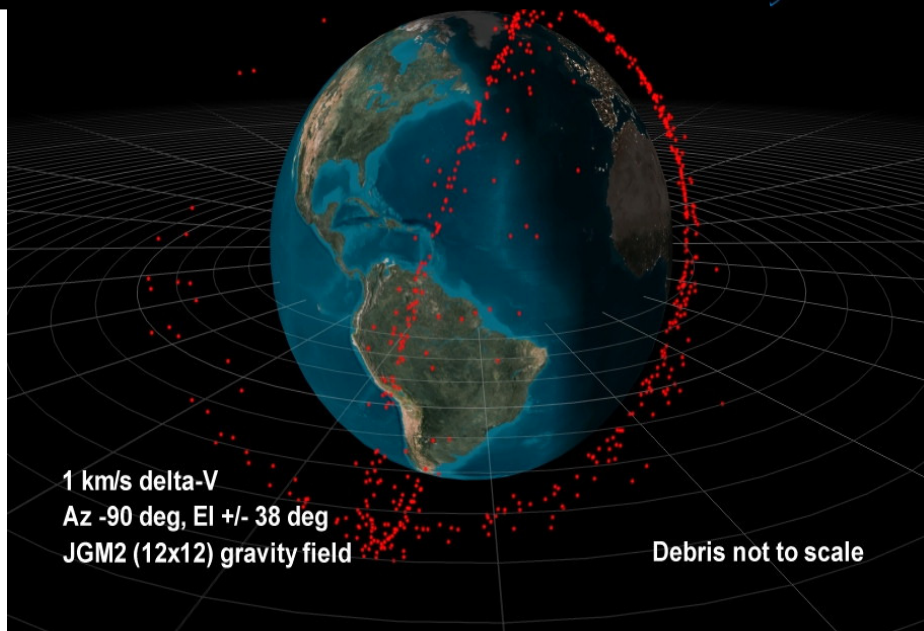 1 km/s delta-V
Az -90 deg, El +/- 38 deg
JGM2 (12x12) gravity field
Debris not to scale